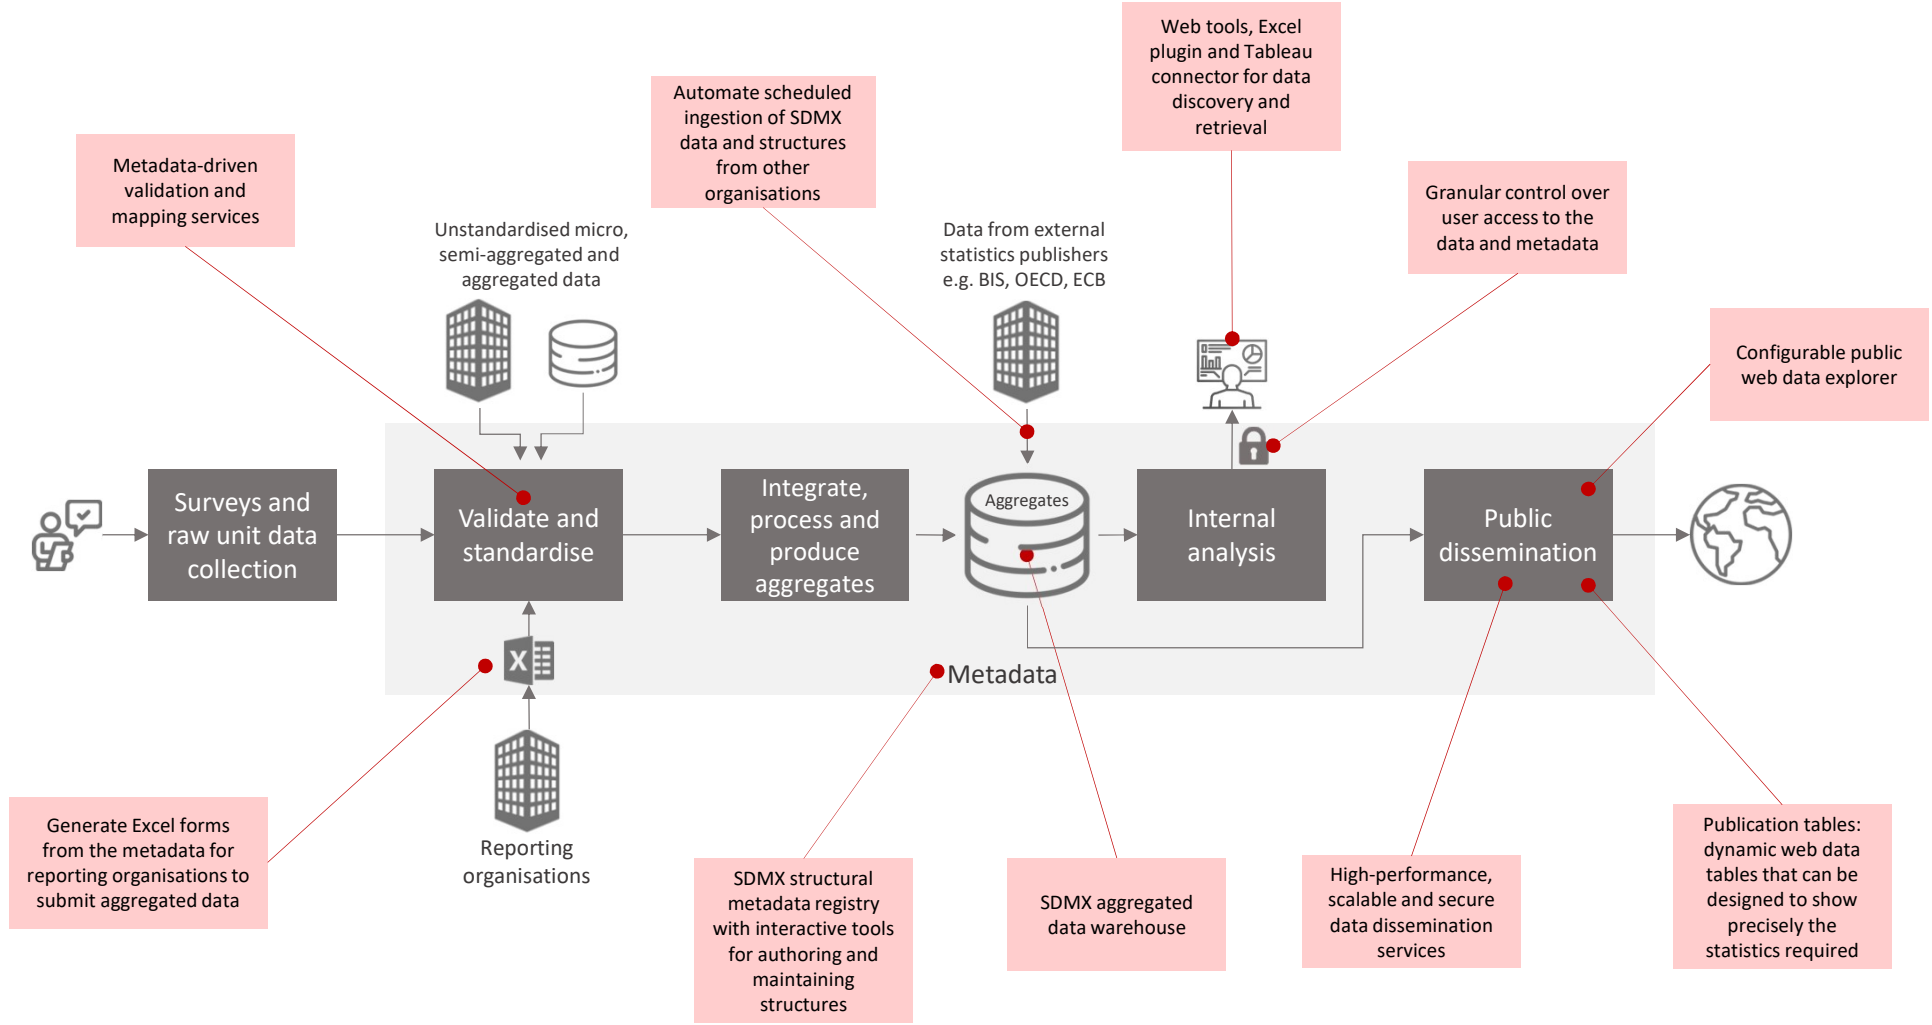 Web tools, Excel
plugin and Tableau
connector for data
discovery and
retrieval
Automate scheduled
ingestion of SDMX
data and structures
from other
organisations
Metadata-driven
validation and
mapping services
Granular control over
user access to the
data and metadata
Unstandardised micro,
semi-aggregated and
aggregated data
Data from external
statistics publishers
e.g. BIS, OECD, ECB
Configurable public
web data explorer
Surveys and
raw unit data
collection
Validate and
standardise
Integrate,
process and
produce
aggregates
Aggregates
Internal
analysis
Public
dissemination
X
Metadata
Reporting
organisations
Generate Excel forms
from the metadata for
reporting organisations to
submit aggregated data
SDMX structural
metadata registry
with interactive tools
for authoring and
maintaining
structures
SDMX aggregated
data warehouse
High-performance,
scalable and secure
data dissemination
services
Publication tables:
dynamic web data
tables that can be
designed to show
precisely the
statistics required